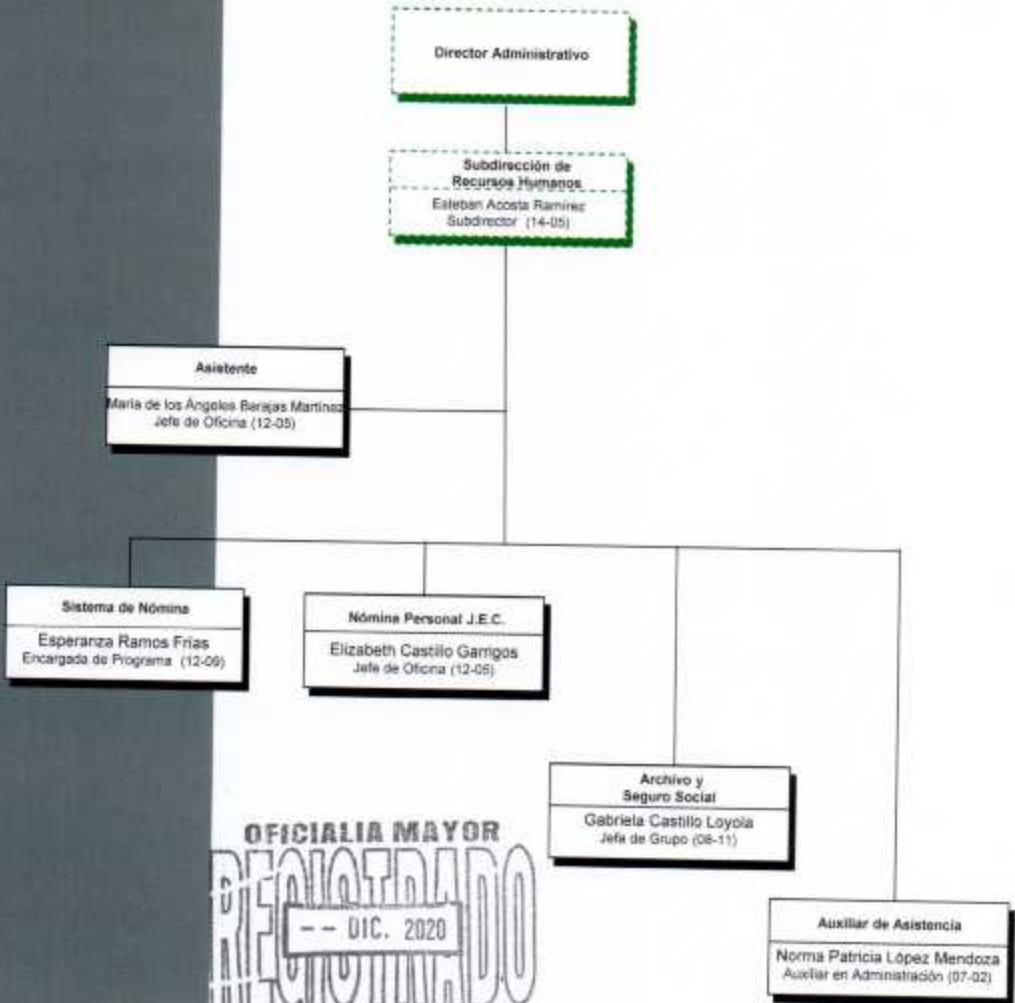 Director Administrativo
Subdirección de
Recursos Humanos
Esteban Acosta Ramírez
Subdirector (14-05)
Asistente
María de los Ángeles Barajas Martínez
Jefe de Oficina (12-05)
Sistema de Nómina
Esperanza Ramos Frias
Encargada de Programa (12-09)
Nómina Personal J.E.C.
Elizabeth Castillo Garrigos
Jefe de Oficina (12-05)
Archivo y
Seguro Social
Gabriela Castillo Loyola
Jefa de Grupo (08-11)
Auxiliar de Asistencia
Norma Patricia López Mendoza
Auxiliar en Administración (07-02)
OFICIALIA MAYOR
REGISTRADO
-- DIC. 2020